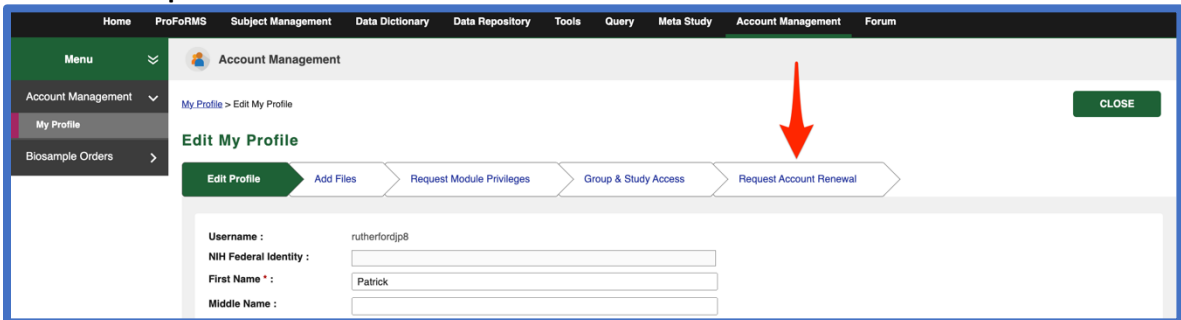 Home ProFoRMS Subject Management Data Dictionary Data Repository Tools Query Meta Study Account Management Forum
Menu
Account Management
Account Management
My Profile > Edit My Profile
CLOSE
My Profile
Edit My Profile
Biosample Orders
Edit Profile Add Files Request Module Privileges Group & Study Access Request Account Renewal
Username : rutherfordjp8
NIH Federal Identity :
First Name * : Patrick
Middle Name :